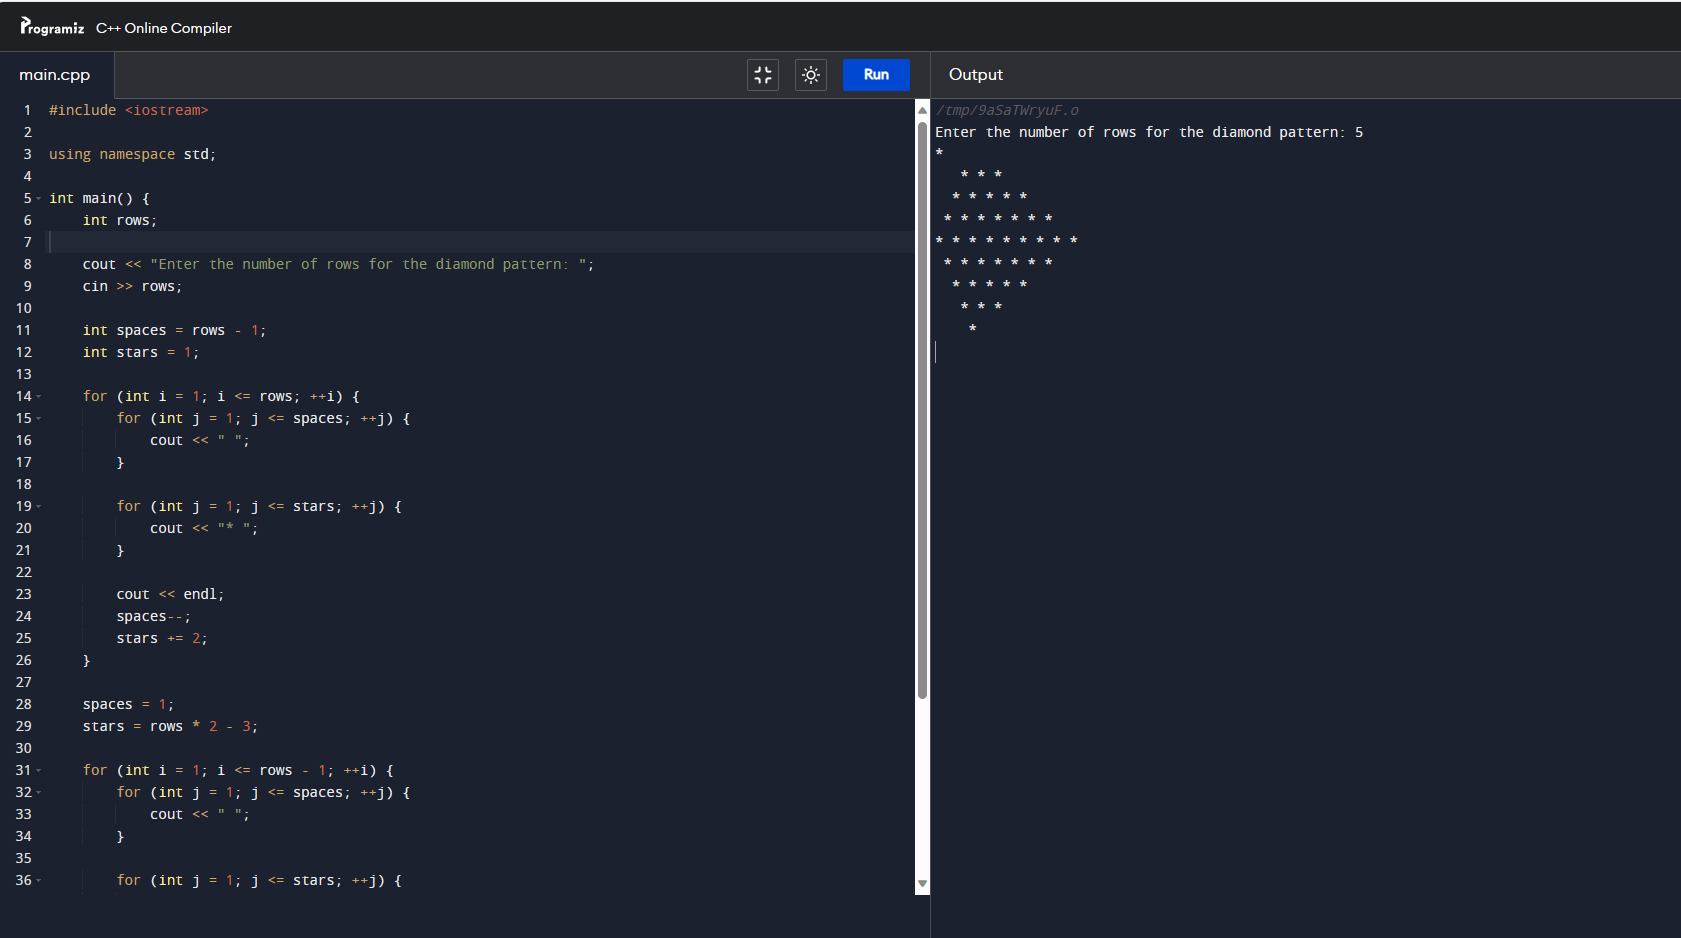 Programiz C++ Online Compiler
main.cpp
Run
Output
1 #include <iostream>
2
3 using namespace std;
4
5 int main() {
6     int rows;
7
8     cout << "Enter the number of rows for the diamond pattern: ";
9     cin >> rows;
10
11     int spaces = rows - 1;
12     int stars = 1;
13
14     for (int i = 1; i <= rows; ++i) {
15         for (int j = 1; j <= spaces; ++j) {
16             cout << " ";
17         }
18
19         for (int j = 1; j <= stars; ++j) {
20             cout << "* ";
21         }
22
23         cout << endl;
24         spaces--;
25         stars += 2;
26     }
27
28     spaces = 1;
29     stars = rows * 2 - 3;
30
31     for (int i = 1; i <= rows - 1; ++i) {
32         for (int j = 1; j <= spaces; ++j) {
33             cout << " ";
34         }
35
36         for (int j = 1; j <= stars; ++j) {
/tmp/9aSaTWryuF.o
Enter the number of rows for the diamond pattern: 5
*
   * * *
  * * * * *
 * * * * * * *
* * * * * * * * *
 * * * * * * *
  * * * * *
   * * *
    *